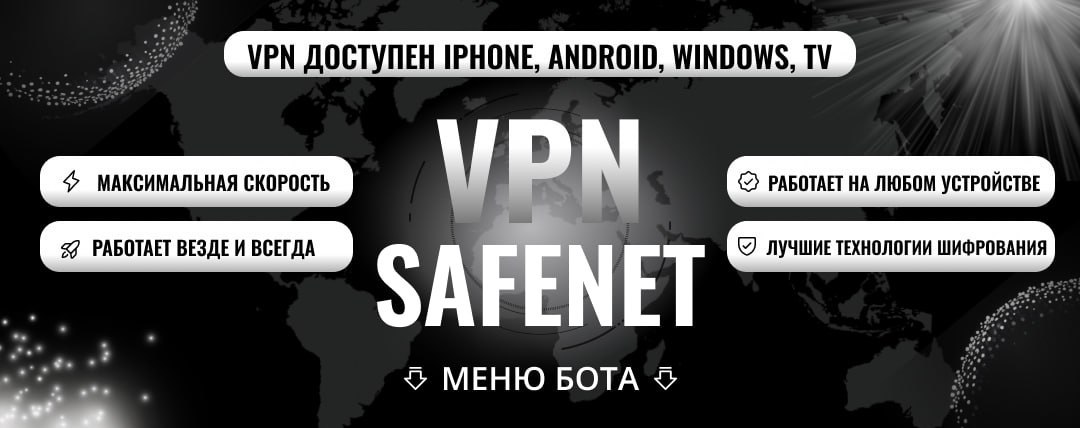 VPN ДОСТУПЕН IPHONE, ANDROID, WINDOWS, TV
МАКСИМАЛЬНАЯ СКОРОСТЬ
РАБОТАЕТ ВЕЗДЕ И ВСЕГДА
VPN
SAFENET
РАБОТАЕТ НА ЛЮБОМ УСТРОЙСТВЕ
ЛУЧШИЕ ТЕХНОЛОГИИ ШИФРОВАНИЯ
МЕНЮ БОТА